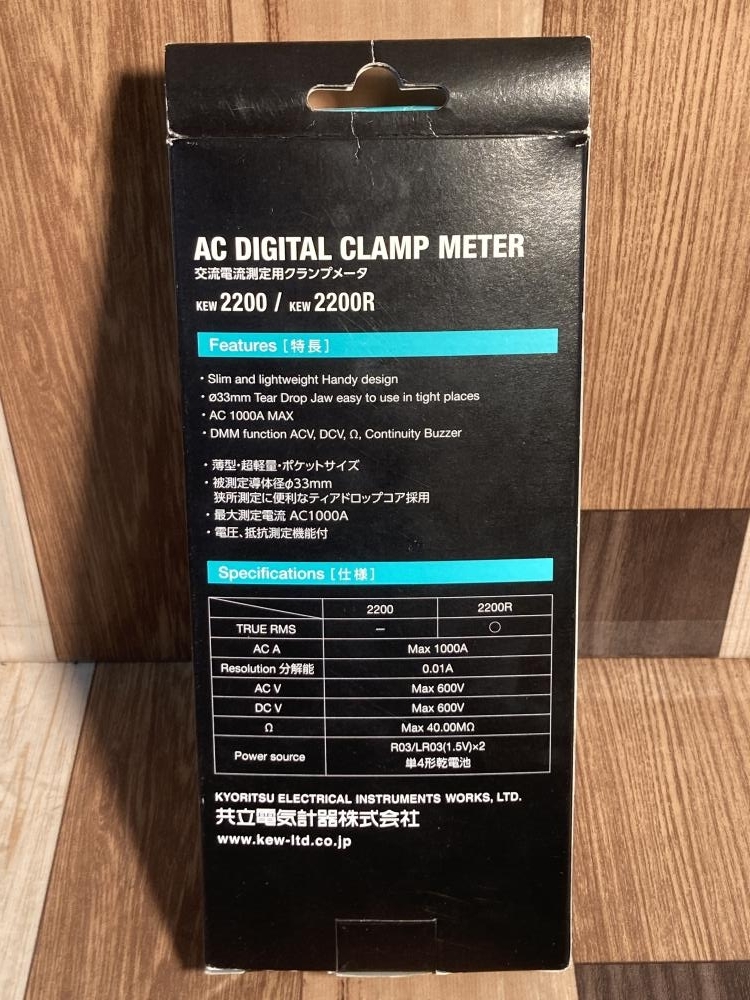 AC DIGITAL CLAMP METER
交流電流測定用クランプメータ
KEW 2200 / KEW 2200R
Features [特長]
・Slim and lightweight Handy design
・ø33mm Tear Drop Jaw easy to use in tight places
・AC 1000A MAX
・DMM function ACV, DCV, Ω, Continuity Buzzer
・薄型・超軽量・ポケットサイズ
・被測定導体径φ33mm
狭所測定に便利なティアドロップコア採用
・最大測定電流 AC1000A
・電圧、抵抗測定機能付
Specifications [仕様]
2200 2200R
TRUE RMS – ○
AC A Max 1000A
Resolution 分解能 0.01A
AC V Max 600V
DC V Max 600V
Ω Max 40.00MΩ
Power source R03/LR03(1.5V)×2
単4形乾電池
KYORITSU ELECTRICAL INSTRUMENTS WORKS, LTD.
共立電気計器株式会社
www.kew-ltd.co.jp